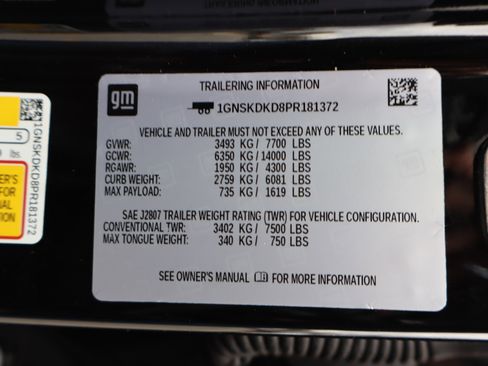 gm
TRAILERING INFORMATION
1GNSKDKD8PR181372
VEHICLE AND TRAILER MUST NOT EXCEED ANY OF THESE VALUES.
GVWR: 3493 KG / 7700 LBS
GCWR: 6350 KG / 14000 LBS
RGAWR: 1950 KG / 4300 LBS
CURB WEIGHT: 2759 KG / 6081 LBS
MAX PAYLOAD: 735 KG / 1619 LBS
SAE J2807 TRAILER WEIGHT RATING (TWR) FOR VEHICLE CONFIGURATION.
CONVENTIONAL TWR: 3402 KG / 7500 LBS
MAX TONGUE WEIGHT: 340 KG / 750 LBS
SEE OWNER'S MANUAL FOR MORE INFORMATION
1GNSKDKD8PR181372
5
lbs.